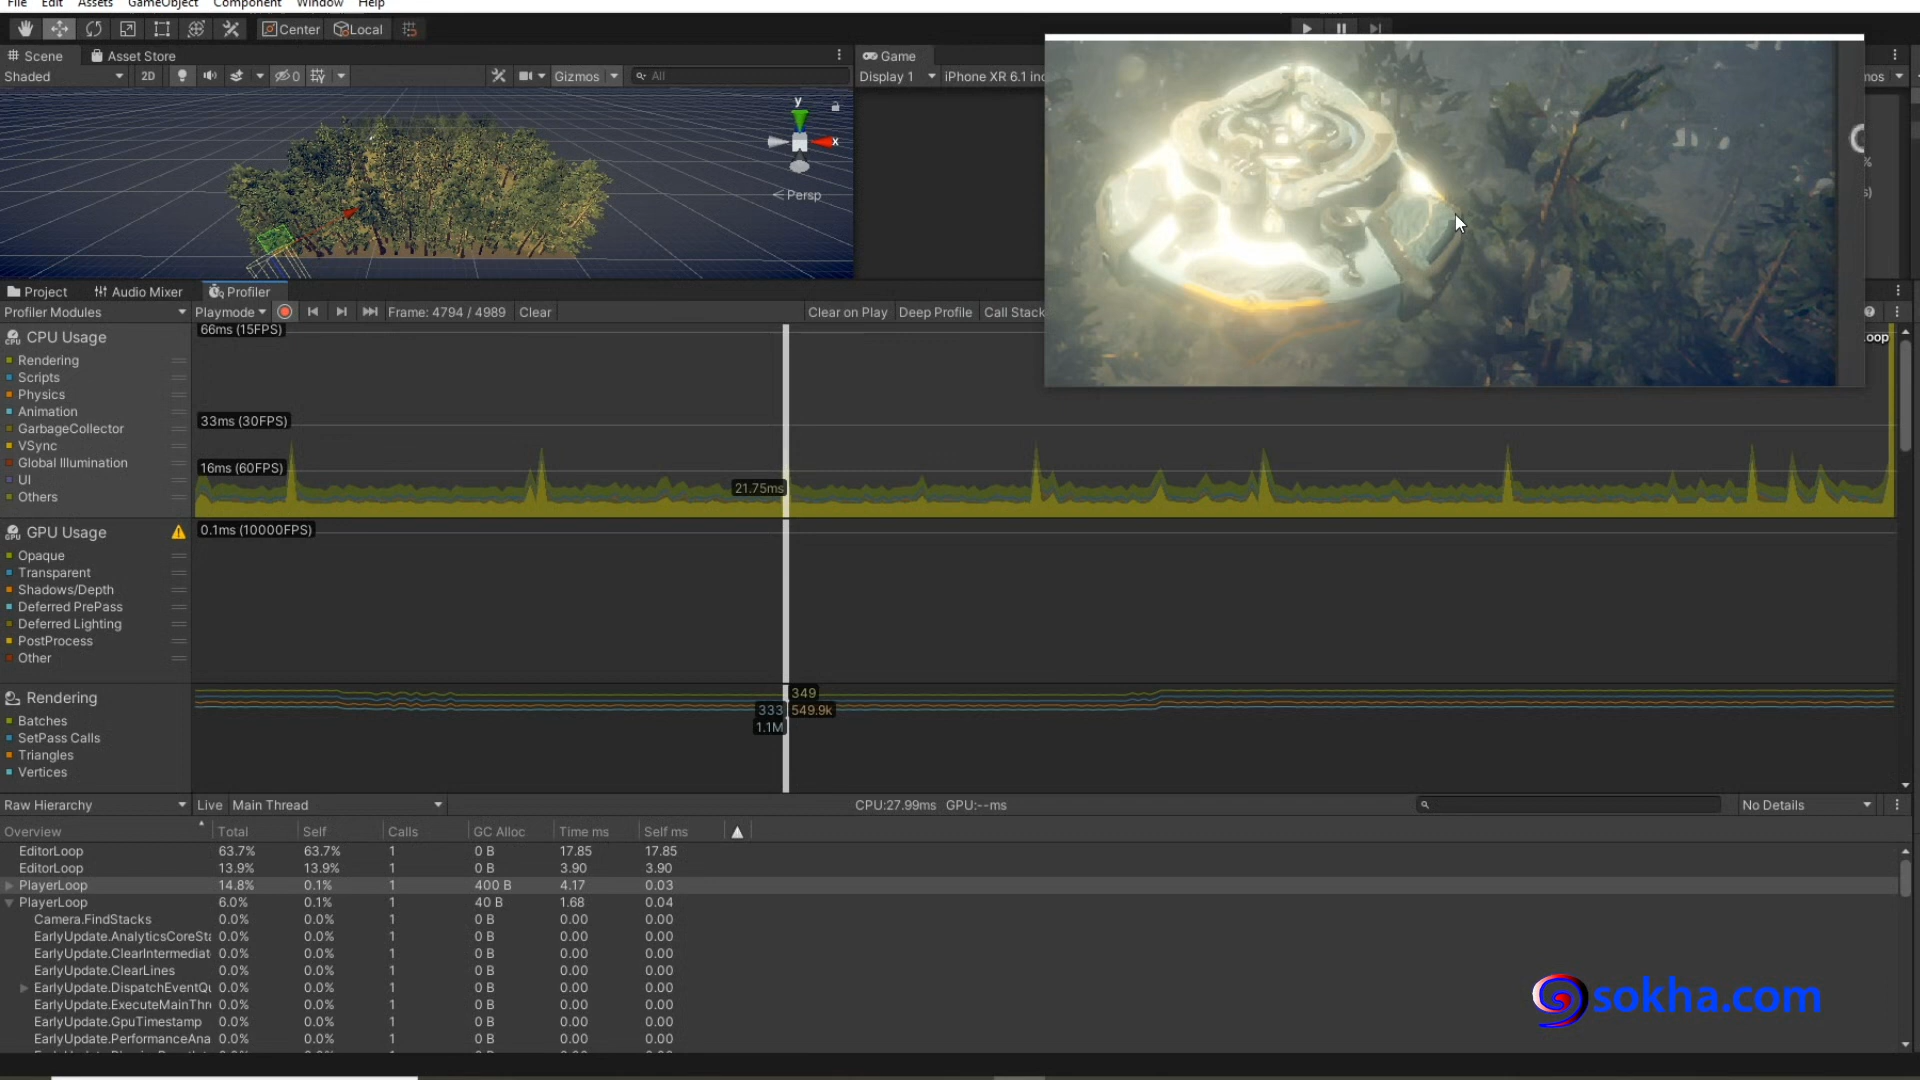 File Edit Assets GameObject Component Window Help
Center Local
Scene Asset Store
Game
Shaded 2D 0 Gizmos All
Display 1 iPhone XR 6.1
y
x
Persp
%
Project Audio Mixer Profiler
Profiler Modules Playmode Frame: 4794 / 4989 Clear Clear on Play Deep Profile Call Stack
CPU Usage
66ms (15FPS)
Rendering
Scripts
Physics
Animation
33ms (30FPS)
GarbageCollector
VSync
Global Illumination
16ms (60FPS)
UI
21.75ms
Others
GPU Usage
0.1ms (10000FPS)
Opaque
Transparent
Shadows/Depth
Deferred PrePass
Deferred Lighting
PostProcess
Other
Rendering
349
333 549.9k
1.1M
Batches
SetPass Calls
Triangles
Vertices
Raw Hierarchy Live Main Thread CPU:27.99ms GPU:--ms No Details
Overview Total Self Calls GC Alloc Time ms Self ms
EditorLoop 63.7% 63.7% 1 0 B 17.85 17.85
EditorLoop 13.9% 13.9% 1 0 B 3.90 3.90
PlayerLoop 14.8% 0.1% 1 400 B 4.17 0.03
PlayerLoop 6.0% 0.1% 1 40 B 1.68 0.04
Camera.FindStacks 0.0% 0.0% 1 0 B 0.00 0.00
EarlyUpdate.AnalyticsCoreSta 0.0% 0.0% 1 0 B 0.00 0.00
EarlyUpdate.ClearIntermediat 0.0% 0.0% 1 0 B 0.00 0.00
EarlyUpdate.ClearLines 0.0% 0.0% 1 0 B 0.00 0.00
EarlyUpdate.DispatchEventQu 0.0% 0.0% 1 0 B 0.00 0.00
EarlyUpdate.ExecuteMainThre 0.0% 0.0% 1 0 B 0.00 0.00
EarlyUpdate.GpuTimestamp 0.0% 0.0% 1 0 B 0.00 0.00
EarlyUpdate.PerformanceAna 0.0% 0.0% 1 0 B 0.00 0.00
sokha.com